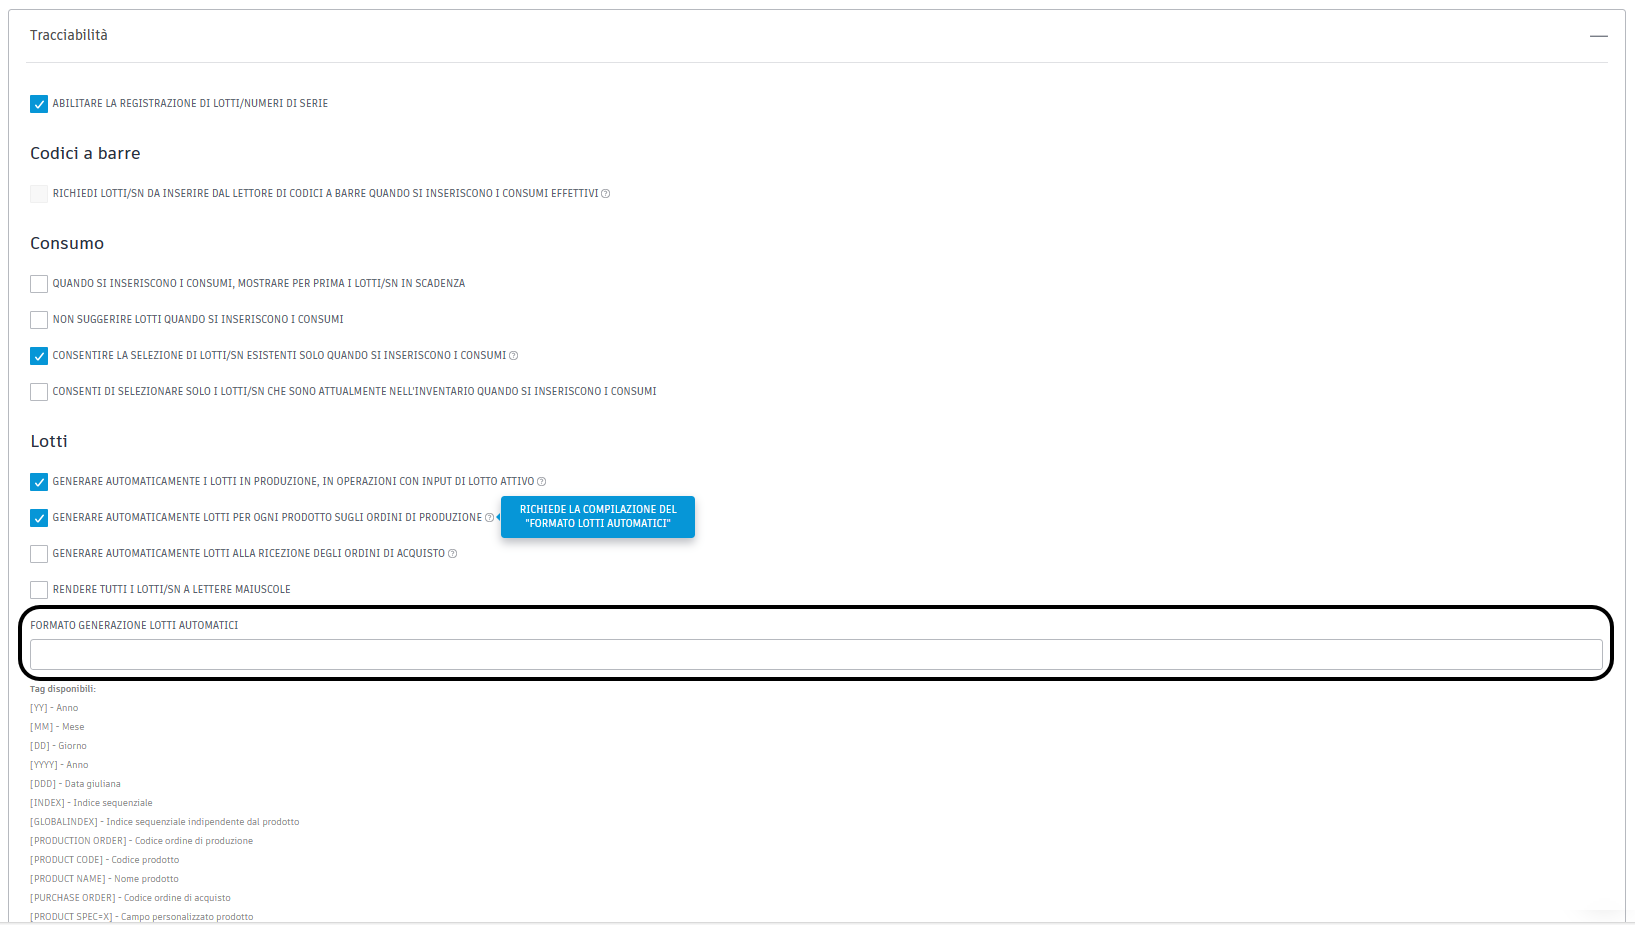 Tracciabilità
ABILITARE LA REGISTRAZIONE DI LOTTI/NUMERI DI SERIE
Codici a barre
RICHIEDI LOTTI/SN DA INSERIRE DAL LETTORE DI CODICI A BARRE QUANDO SI INSERISCONO I CONSUMI EFFETTIVI
Consumo
QUANDO SI INSERISCONO I CONSUMI, MOSTRARE PER PRIMA I LOTTI/SN IN SCADENZA
NON SUGGERIRE LOTTI QUANDO SI INSERISCONO I CONSUMI
CONSENTIRE LA SELEZIONE DI LOTTI/SN ESISTENTI SOLO QUANDO SI INSERISCONO I CONSUMI
CONSENTI DI SELEZIONARE SOLO I LOTTI/SN CHE SONO ATTUALMENTE NELL'INVENTARIO QUANDO SI INSERISCONO I CONSUMI
Lotti
GENERARE AUTOMATICAMENTE I LOTTI IN PRODUZIONE, IN OPERAZIONI CON INPUT DI LOTTO ATTIVO
GENERARE AUTOMATICAMENTE LOTTI PER OGNI PRODOTTO SUGLI ORDINI DI PRODUZIONE
RICHIEDE LA COMPILAZIONE DEL
"FORMATO LOTTI AUTOMATICI"
GENERARE AUTOMATICAMENTE LOTTI ALLA RICEZIONE DEGLI ORDINI DI ACQUISTO
RENDERE TUTTI I LOTTI/SN A LETTERE MAIUSCOLE
FORMATO GENERAZIONE LOTTI AUTOMATICI
Tag disponibili:
[YY] - Anno
[MM] - Mese
[DD] - Giorno
[YYYY] - Anno
[DDD] - Data giuliana
[INDEX] - Indice sequenziale
[GLOBALINDEX] - Indice sequenziale indipendente dal prodotto
[PRODUCTION ORDER] - Codice ordine di produzione
[PRODUCT CODE] - Codice prodotto
[PRODUCT NAME] - Nome prodotto
[PURCHASE ORDER] - Codice ordine di acquisto
[PRODUCT SPEC=X] - Campo personalizzato prodotto